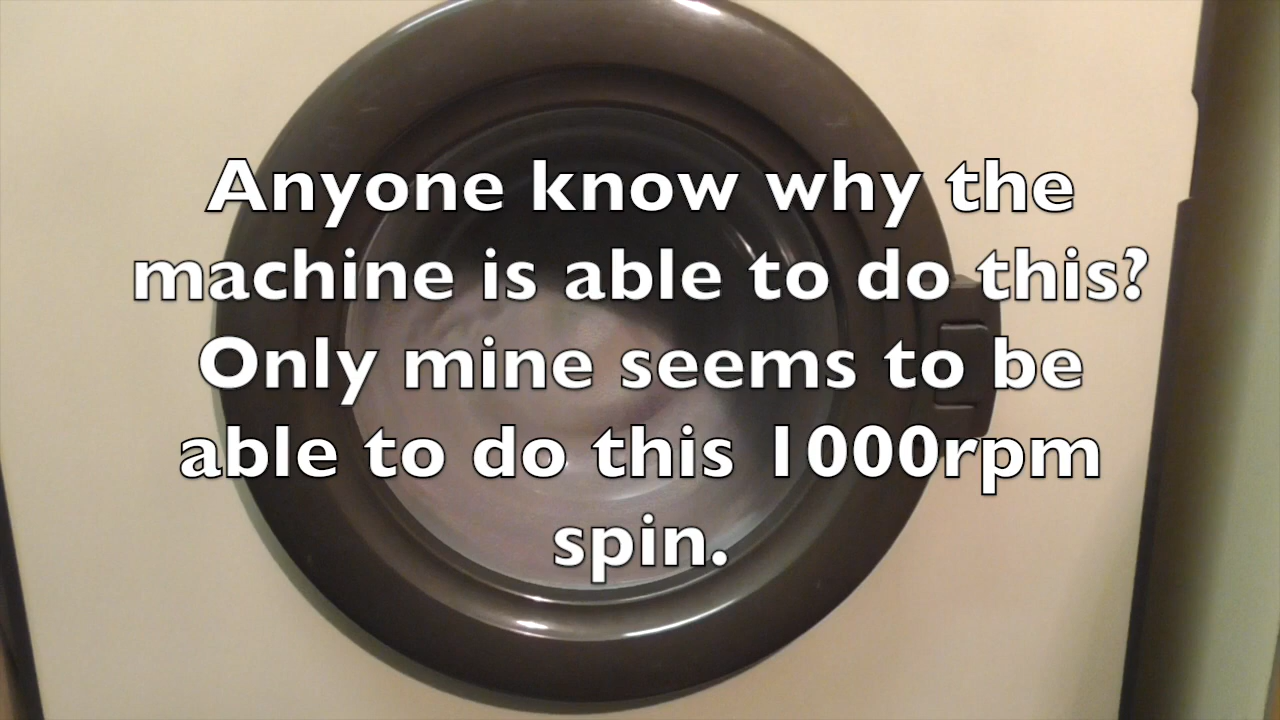 Anyone know why the
machine is able to do this?
Only mine seems to be
able to do this 1000rpm
spin.